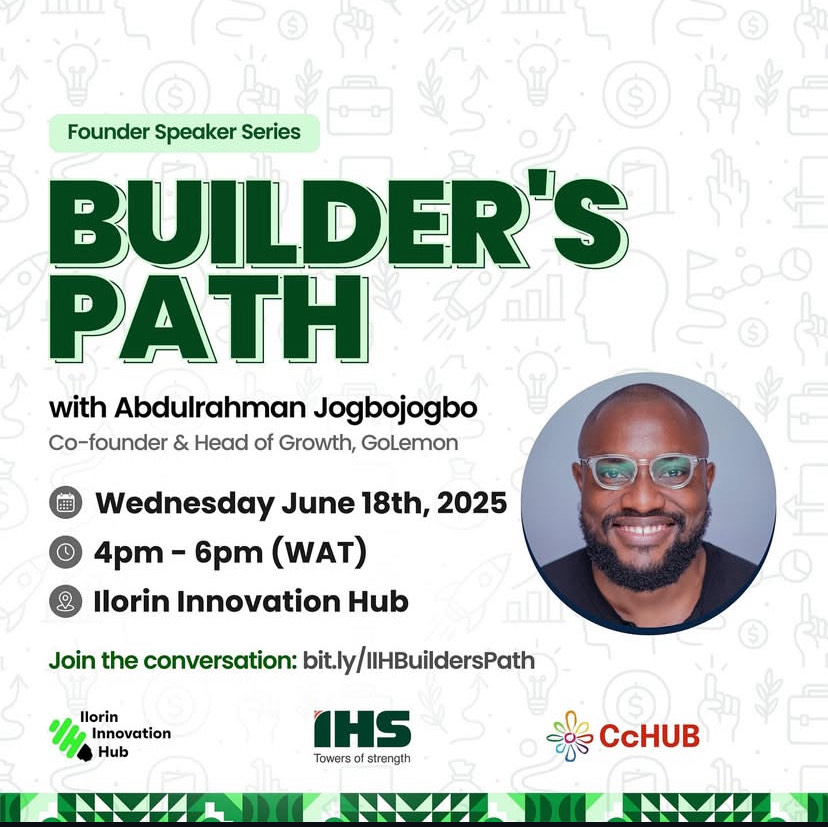 Founder Speaker Series
BUILDER'S
PATH
with Abdulrahman Jogbojogbo
Co-founder & Head of Growth, GoLemon
Wednesday June 18th, 2025
4pm - 6pm (WAT)
Ilorin Innovation Hub
Join the conversation: bit.ly/IIHBuildersPath
Ilorin
Innovation
Hub
IHS
Towers of strength
CcHUB